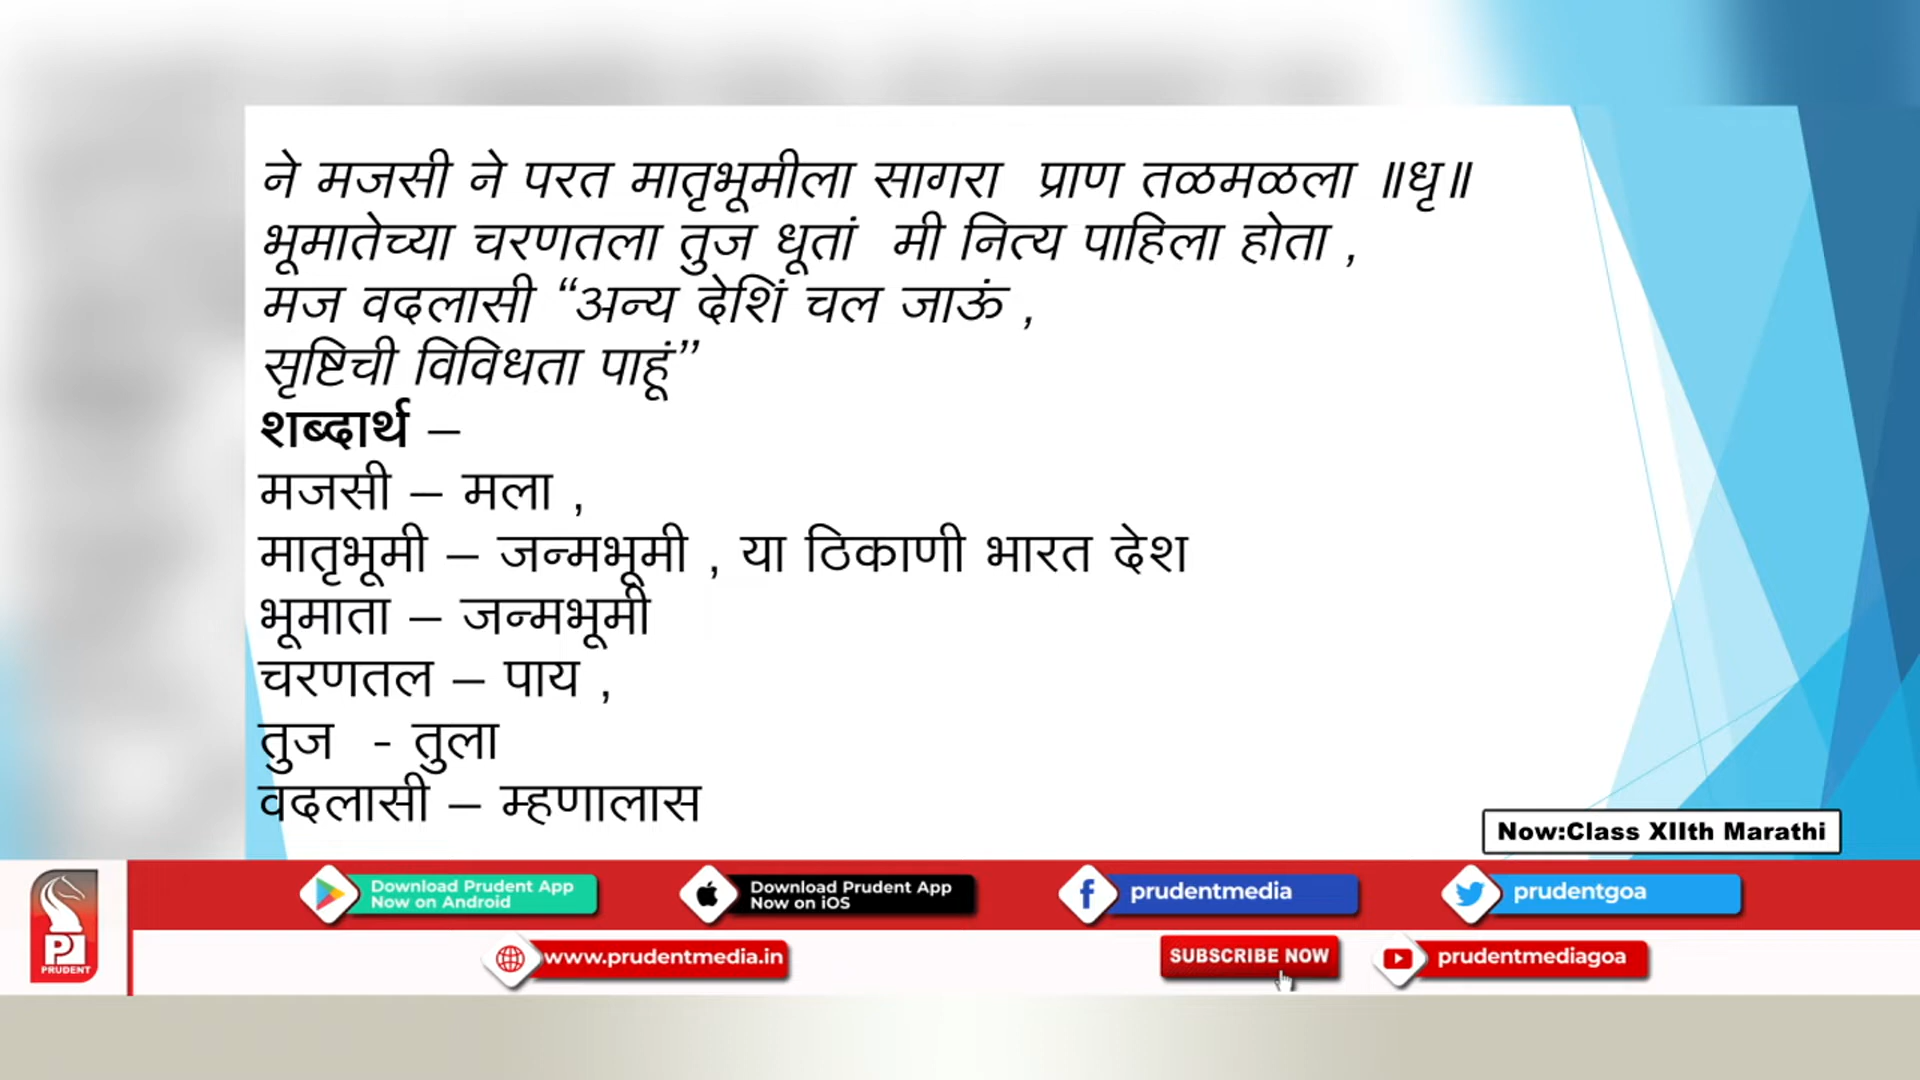 ने मजसी ने परत मातृभूमीला सागरा प्राण तळमळला ॥धृ॥
भूमातेच्या चरणतला तुज धूतां मी नित्य पाहिला होता ,
मज वदलासी “अन्य देशिं चल जाऊं ,
सृष्टिची विविधता पाहूं”
शब्दार्थ –
मजसी – मला ,
मातृभूमी – जन्मभूमी , या ठिकाणी भारत देश
भूमाता – जन्मभूमी
चरणतल – पाय ,
तुज - तुला
वदलासी – म्हणालास
Now:Class XIIth Marathi
Download Prudent App
Now on Android
Download Prudent App
Now on iOS
prudentmedia
prudentgoa
PRUDENT
www.prudentmedia.in
SUBSCRIBE NOW
prudentmediagoa